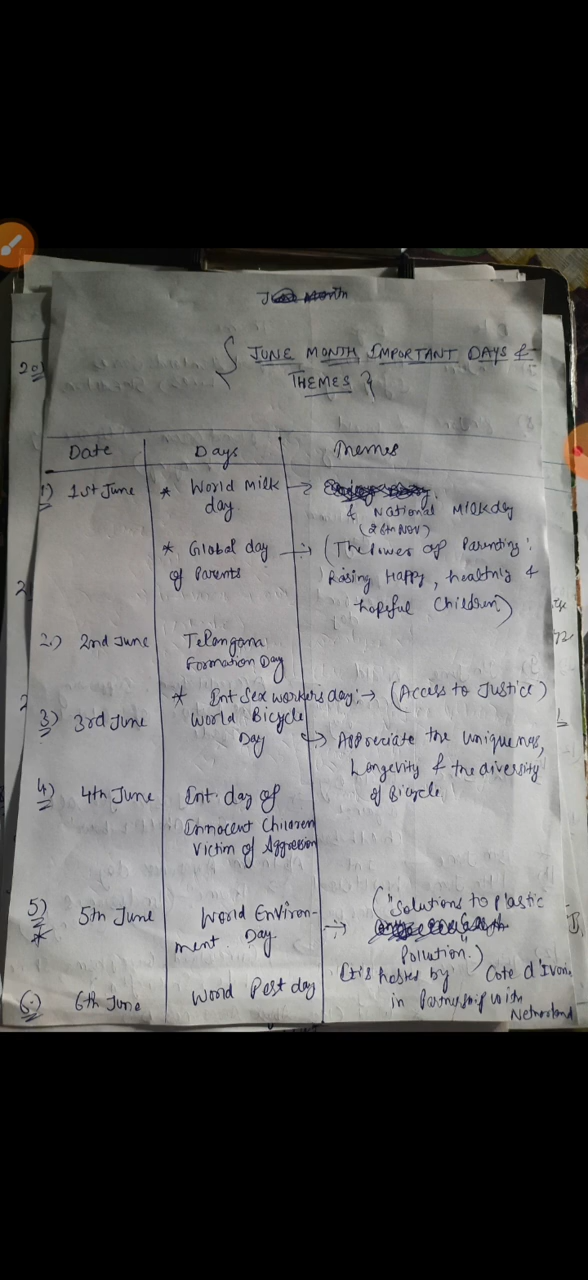 Month
{ JUNE MONTH IMPORTANT DAYS &
THEMES }
Date Days Themes
1) 1st June * World Milk day → & National Milk day (26th Nov)
* Global day of Parents → (The Power of Parenting: Raising Happy, healthy & hopeful Children)
2.) 2nd June Telangana Formation Day
* Int Sex workers day: → (Access to Justice)
3) 3rd June World Bicycle Day → Appreciate the uniqueness, Longevity & the diversity of Bicycle
4) 4th June Int. day of Innocent Children Victim of Aggression
5) * 5th June World Environ-ment Day → ("Solutions to plastic Pollution.")
It is hosted by Cote d'Ivori in Partnership with Netherland
6.) 6th June World Pest day